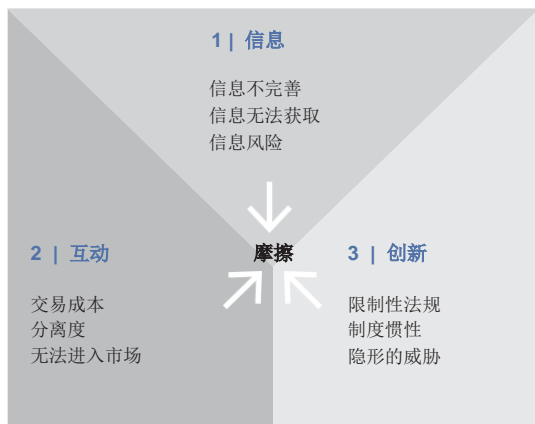 1 | 信息
信息不完善
信息无法获取
信息风险
摩擦
2 | 互动
交易成本
分离度
无法进入市场
3 | 创新
限制性法规
制度惯性
隐形的威胁